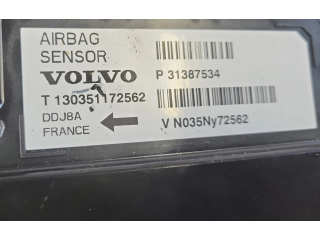 AIRBAG
SENSOR
VOLVO P 31387534
T 130351172562
DDJ8A
FRANCE V N035Ny72562